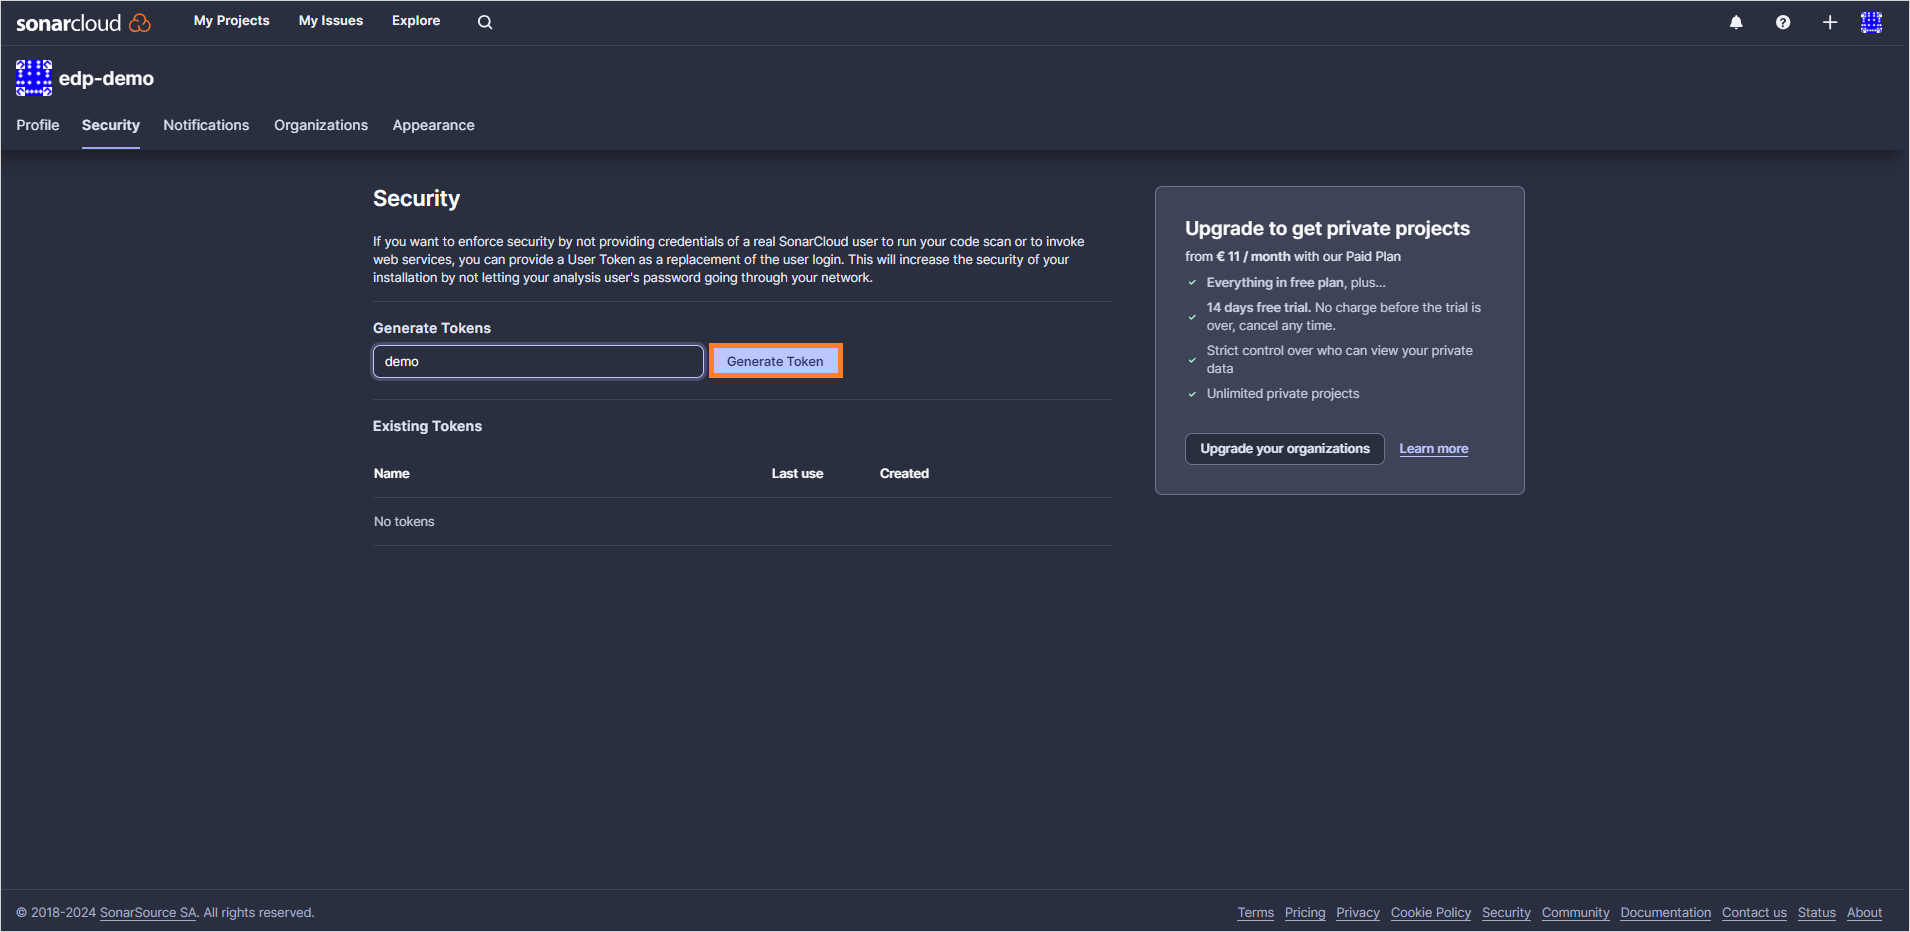 sonarcloud My Projects My Issues Explore
edp-demo
Profile Security Notifications Organizations Appearance
Security
If you want to enforce security by not providing credentials of a real SonarCloud user to run your code scan or to invoke
web services, you can provide a User Token as a replacement of the user login. This will increase the security of your
installation by not letting your analysis user's password going through your network.
Generate Tokens
demo Generate Token
Existing Tokens
Name Last use Created
No tokens
Upgrade to get private projects
from € 11 / month with our Paid Plan
Everything in free plan, plus...
14 days free trial. No charge before the trial is
over, cancel any time.
Strict control over who can view your private
data
Unlimited private projects
Upgrade your organizations Learn more
© 2018-2024 SonarSource SA. All rights reserved. Terms Pricing Privacy Cookie Policy Security Community Documentation Contact us Status About